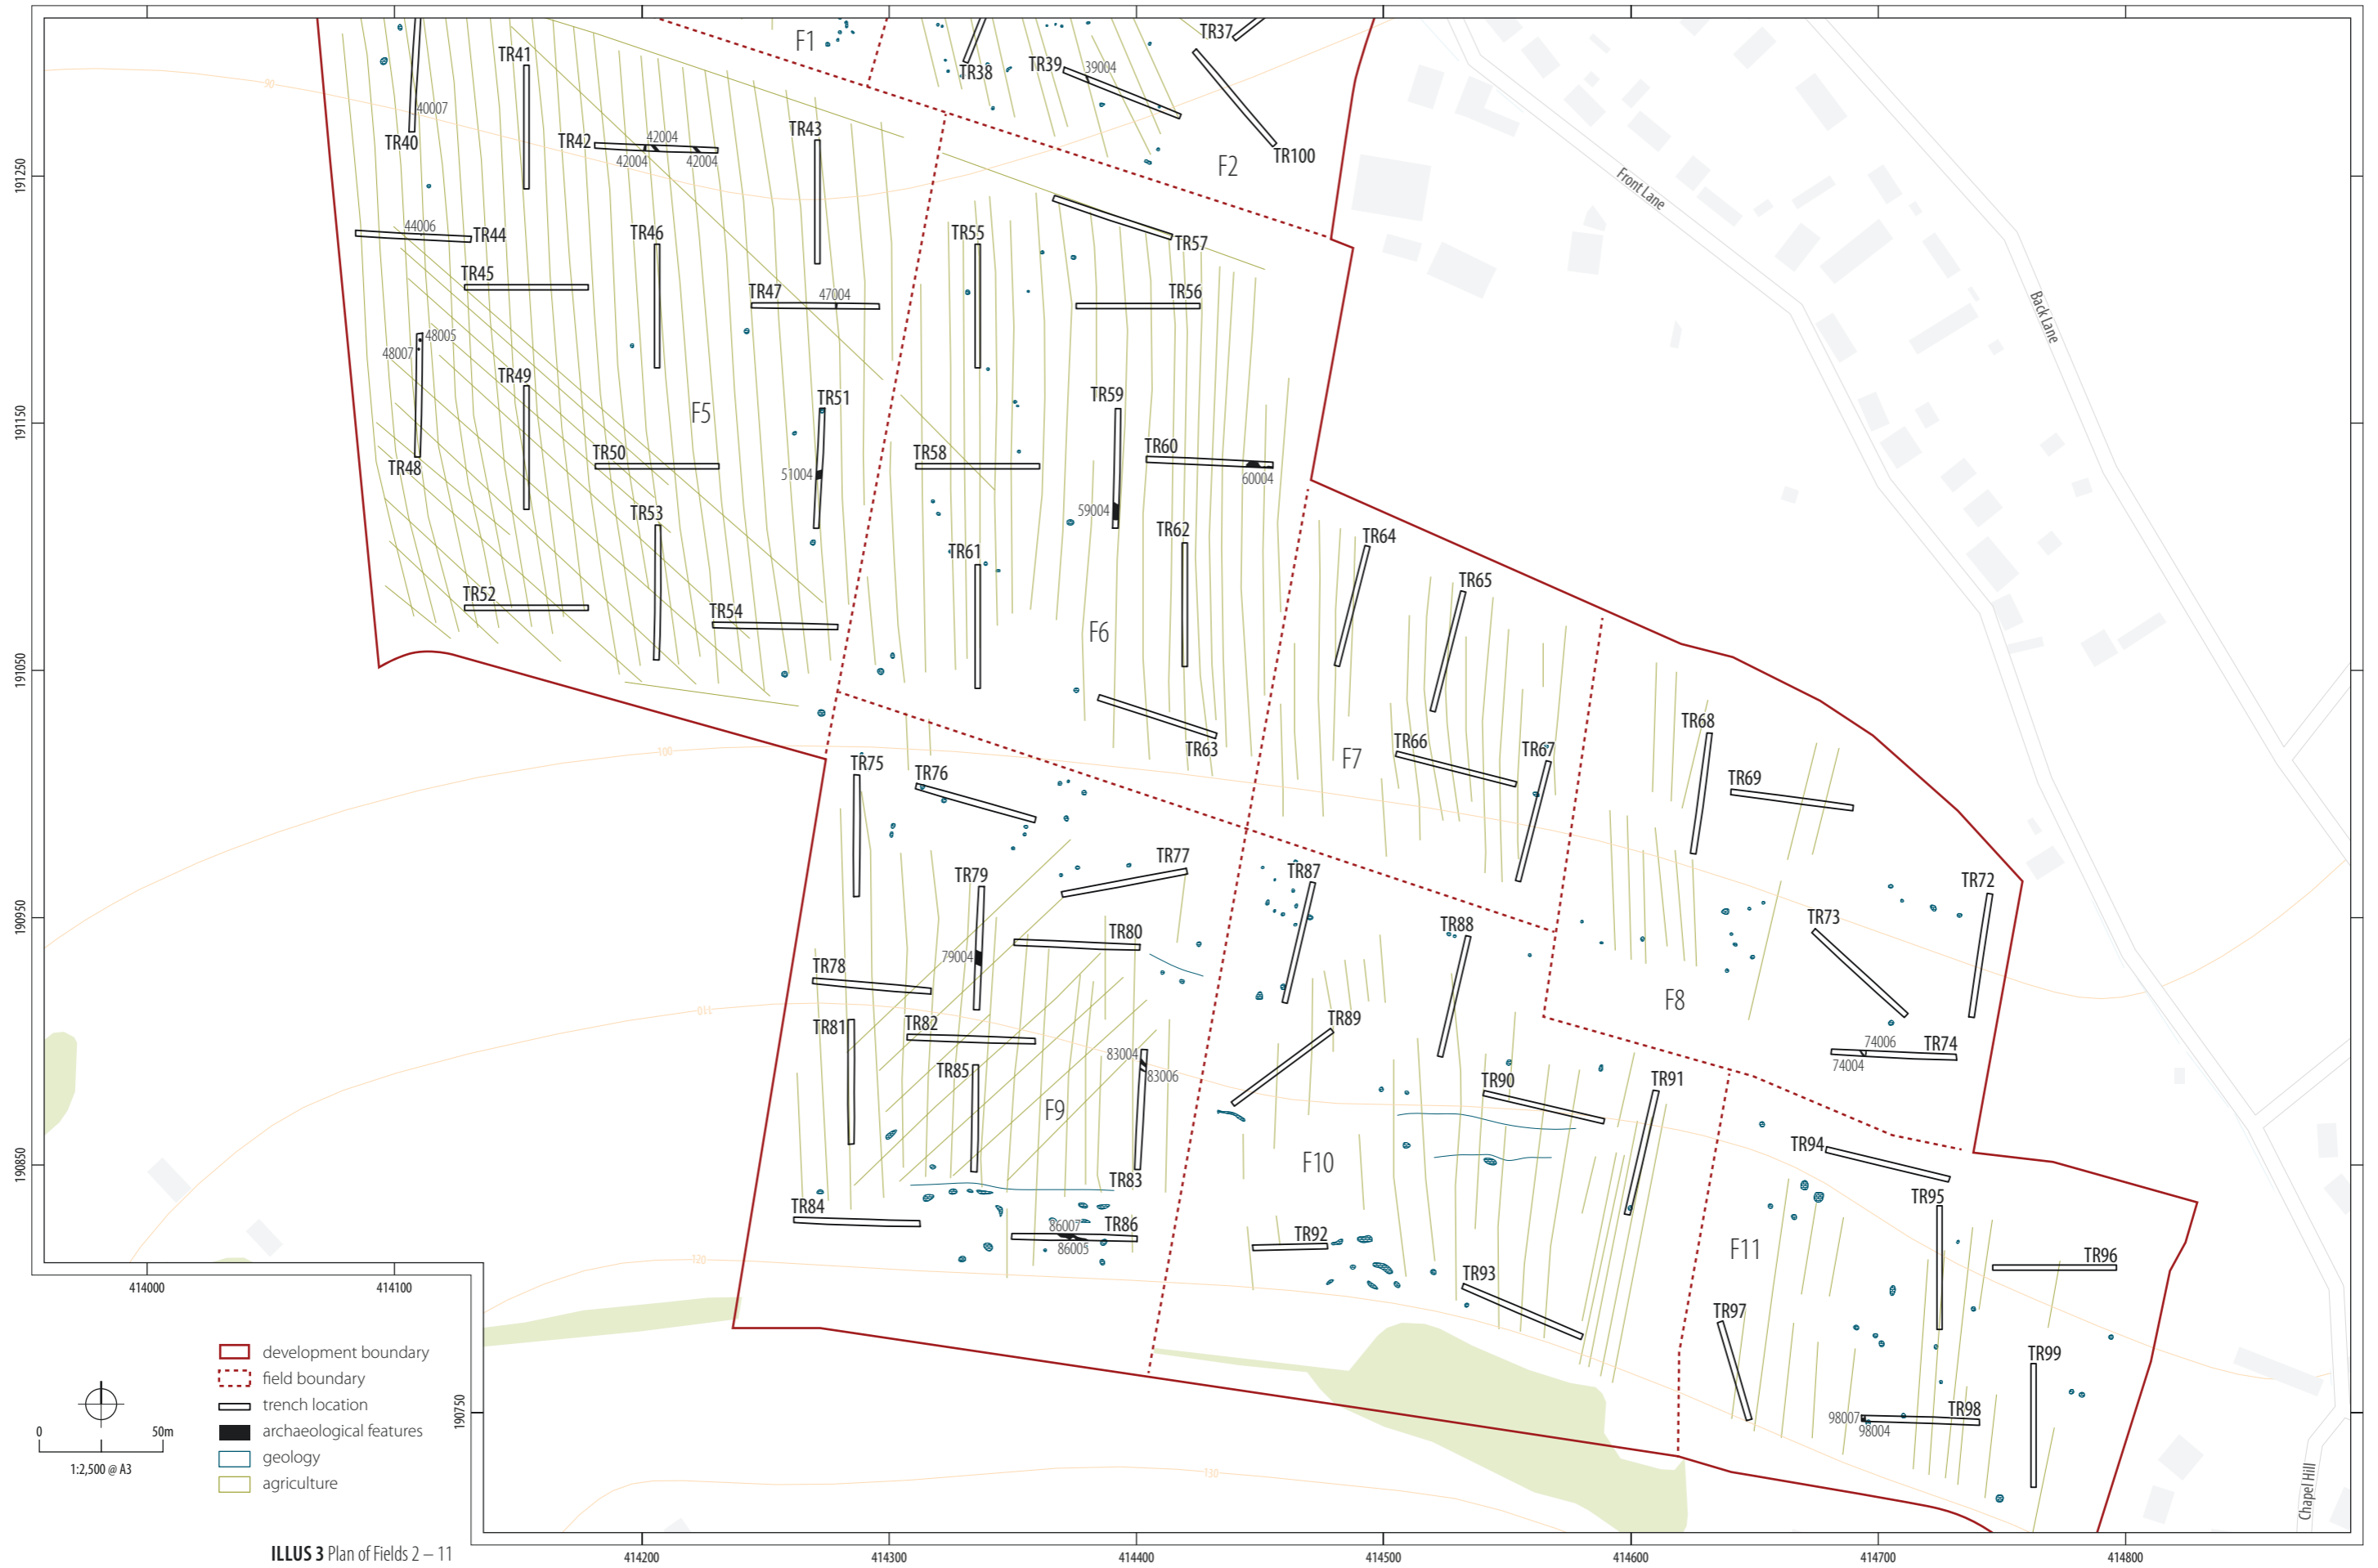 F1
TR37
TR41
TR38
TR39
39004
90
40007
TR40
TR42
42004
42004
42004
TR43
TR100
F2
191250
Front Lane
44006
TR44
TR46
TR55
TR57
TR45
TR47
47004
TR56
Back Lane
48005
48007
TR49
TR51
TR59
F5
191150
TR48
TR50
51004
TR58
TR60
60004
TR53
59004
TR62
TR64
TR61
TR65
TR52
TR54
F6
191050
TR68
TR63
TR66
TR67
F7
100
TR75
TR76
TR69
TR77
TR79
TR87
TR72
190950
TR80
TR88
TR73
79004
TR78
F8
110
TR81
TR82
TR89
83004
83006
74006
TR74
74004
TR85
TR90
TR91
F9
190850
TR94
F10
TR83
TR84
TR95
86007
TR86
86005
TR92
F11
TR96
120
TR93
414000
414100
TR97
TR99
development boundary
field boundary
trench location
archaeological features
geology
agriculture
0
50m
1:2,500 @ A3
190750
98007
98004
TR98
130
Chapel Hill
ILLUS 3 Plan of Fields 2 – 11
414200
414300
414400
414500
414600
414700
414800